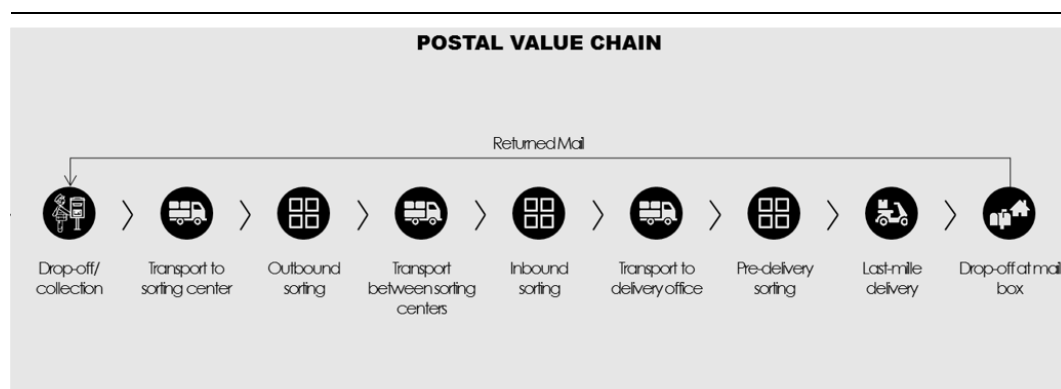 POSTAL VALUE CHAIN
Returned Mail
Drop-off/
collection
Transport to
sorting center
Outbound
sorting
Transport
between sorting
centers
Inbound
sorting
Transport to
delivery office
Pre-delivery
sorting
Last-mile
delivery
Drop-off at mail
box